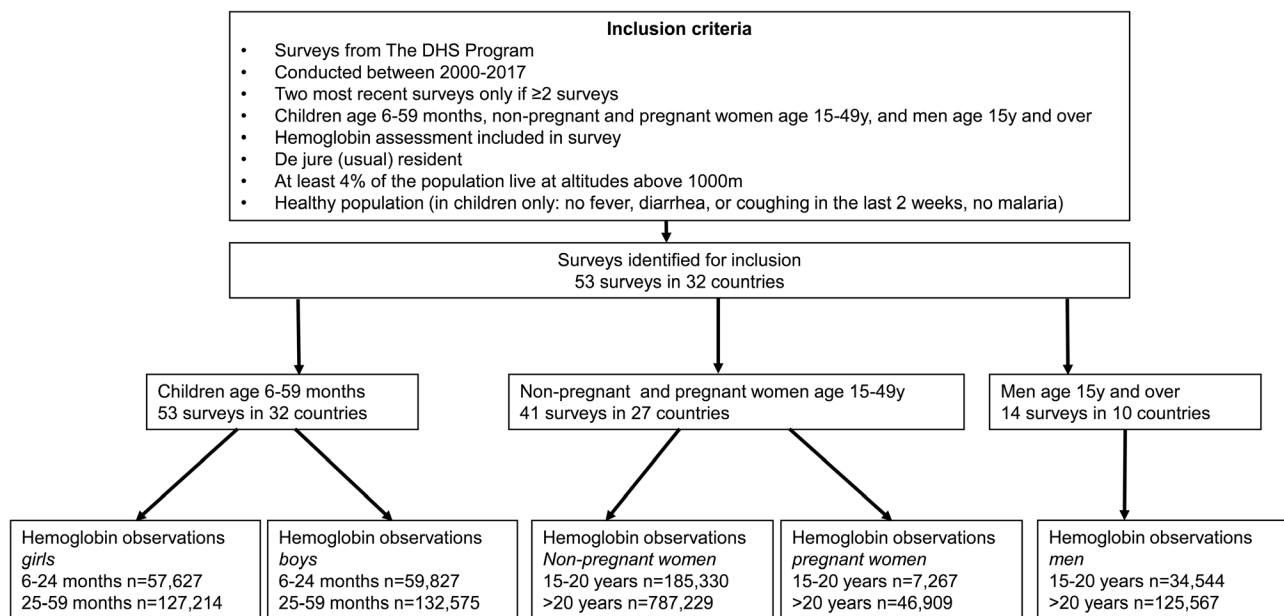 Inclusion criteria
• Surveys from The DHS Program
• Conducted between 2000-2017
• Two most recent surveys only if ≥2 surveys
• Children age 6-59 months, non-pregnant and pregnant women age 15-49y, and men age 15y and over
• Hemoglobin assessment included in survey
• De jure (usual) resident
• At least 4% of the population live at altitudes above 1000m
• Healthy population (in children only: no fever, diarrhea, or coughing in the last 2 weeks, no malaria)
Surveys identified for inclusion
53 surveys in 32 countries
Children age 6-59 months
53 surveys in 32 countries
Non-pregnant and pregnant women age 15-49y
41 surveys in 27 countries
Men age 15y and over
14 surveys in 10 countries
Hemoglobin observations
girls
6-24 months n=57,627
25-59 months n=127,214
Hemoglobin observations
boys
6-24 months n=59,827
25-59 months n=132,575
Hemoglobin observations
Non-pregnant women
15-20 years n=185,330
>20 years n=787,229
Hemoglobin observations
pregnant women
15-20 years n=7,267
>20 years n=46,909
Hemoglobin observations
men
15-20 years n=34,544
>20 years n=125,567